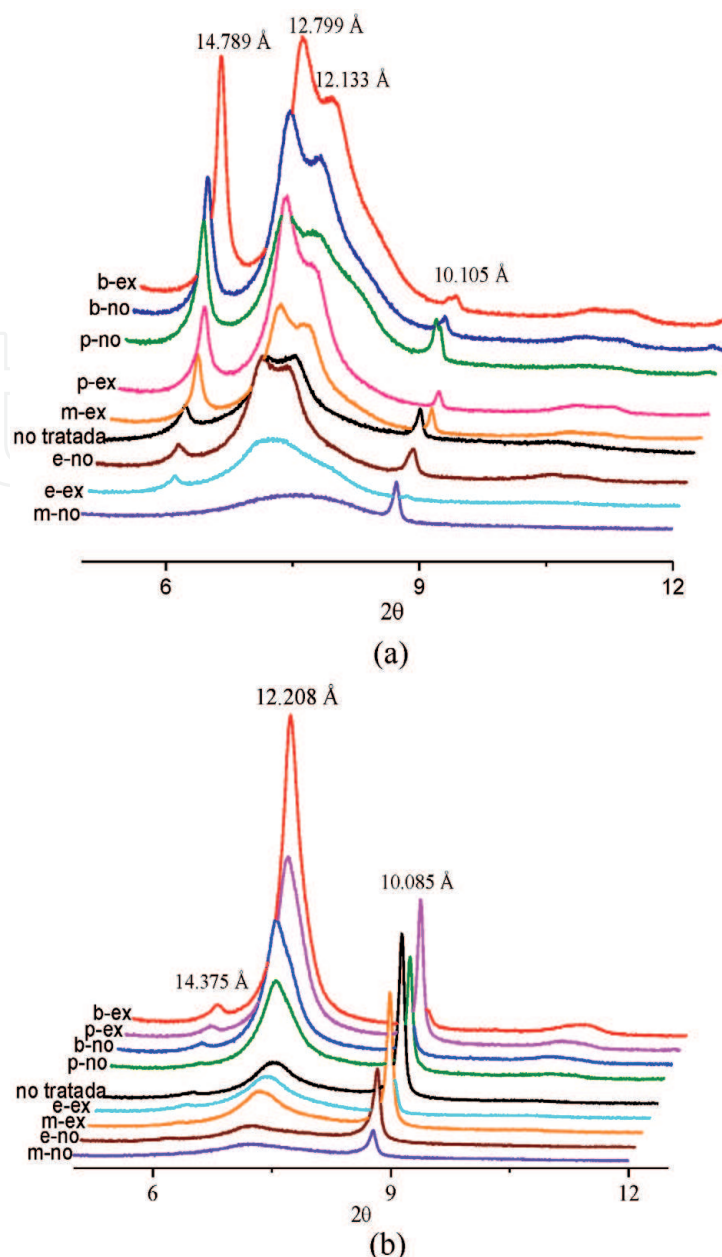 12.799 Å
14.789 Å
12.133 Å
b-ex
10.105 Å
b-no
p-no
p-ex
m-ex
no tratada
e-no
e-ex
m-no
6
9
12
2θ
(a)
12.208 Å
10.085 Å
14.375 Å
b-ex
p-ex
b-no
p-no
no tratada
e-ex
m-ex
e-no
m-no
6
9
12
2θ
(b)